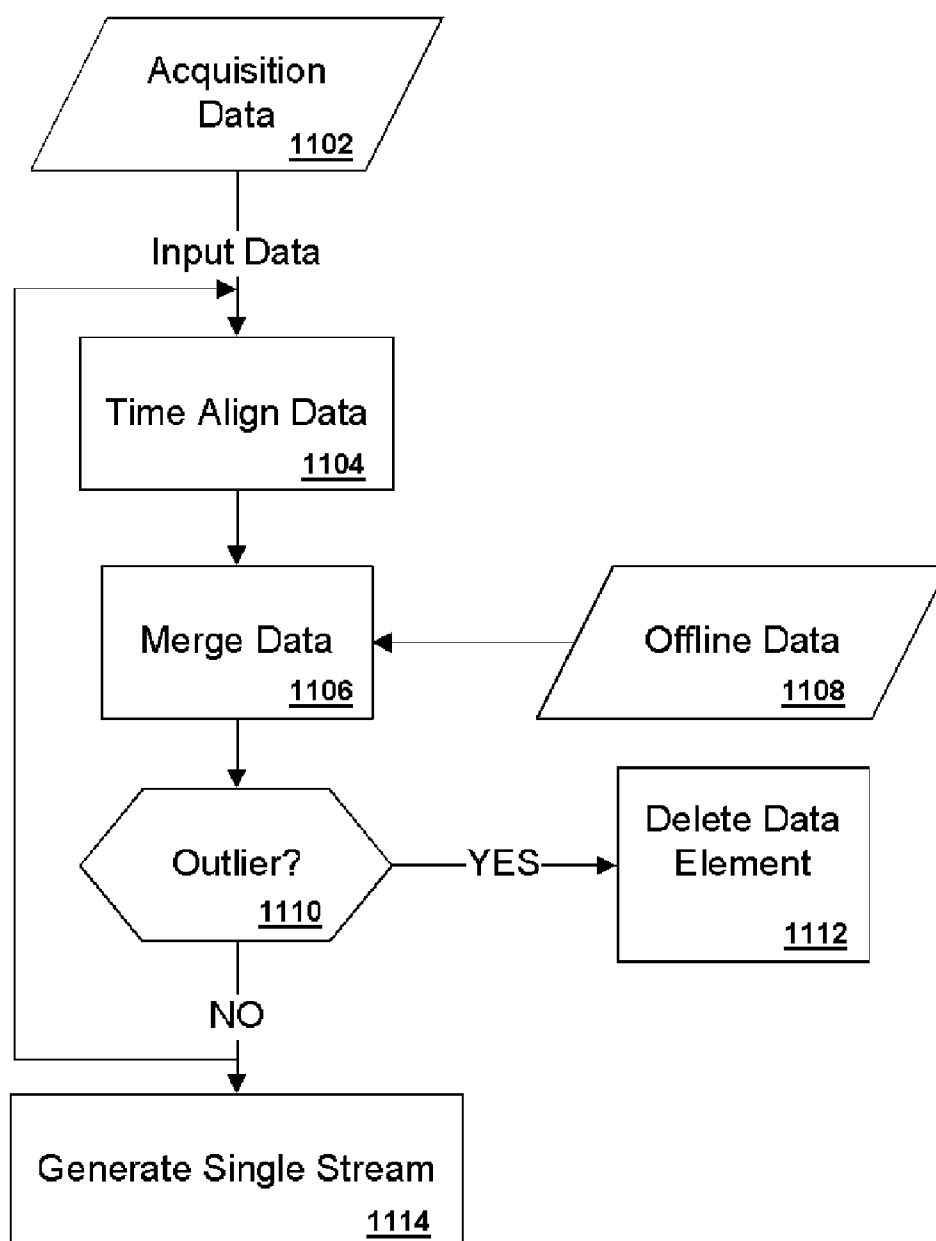 Acquisition
Data
1102
Input Data
Time Align Data
1104
Merge Data
1106
Offline Data
1108
Outlier?
1110
YES
Delete Data
Element
1112
NO
Generate Single Stream
1114